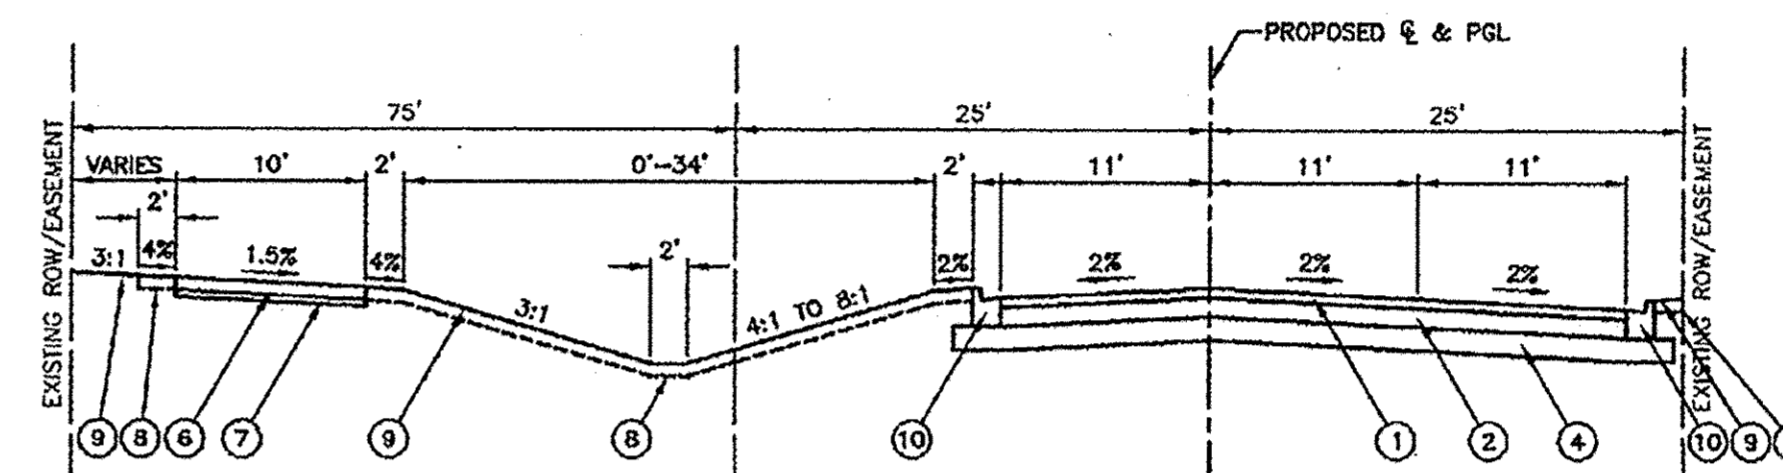 PROPOSED ℄ & PGL
75' 25' 25'
VARIES 10' 2' 0'-34' 2' 11' 11' 11'
2'
2'
3:1 4% 1.5% 4% 2% 2% 2% 2%
3:1 4:1 TO 8:1
EXISTING ROW/EASEMENT
EXISTING ROW/EASEMENT
9 8 6 7 9 8 10 1 2 4 10 9